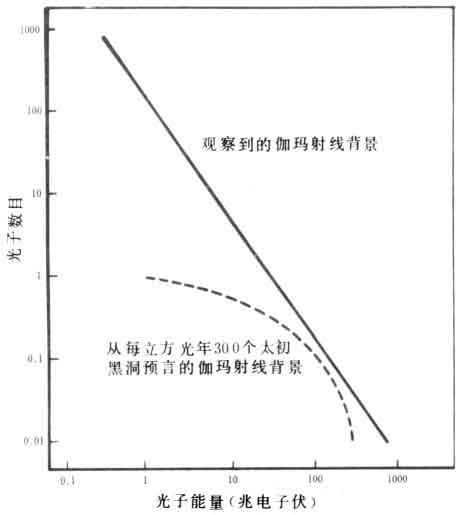 1000
100
10
1
0.1
0.01
光子数目
观察到的伽玛射线背景
从每立方光年300个太初
黑洞预言的伽玛射线背景
0.1
1
10
100
1000
光子能量(兆电子伏)